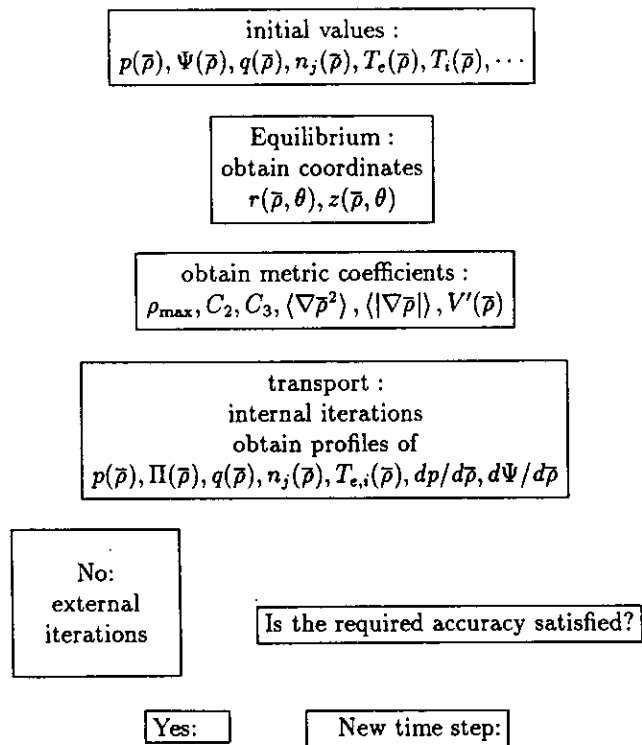 initial values :
p(ρ̄), Ψ(ρ̄), q(ρ̄), n_j(ρ̄), T_e(ρ̄), T_i(ρ̄), ⋯
Equilibrium :
obtain coordinates
r(ρ̄, θ), z(ρ̄, θ)
obtain metric coefficients :
ρ_max, C_2, C_3, ⟨∇ρ̄²⟩, ⟨|∇ρ̄|⟩, V′(ρ̄)
transport :
internal iterations
obtain profiles of
p(ρ̄), Π(ρ̄), q(ρ̄), n_j(ρ̄), T_{e,i}(ρ̄), dp/dρ̄, dΨ/dρ̄
No:
external
iterations
Is the required accuracy satisfied?
Yes:
New time step: